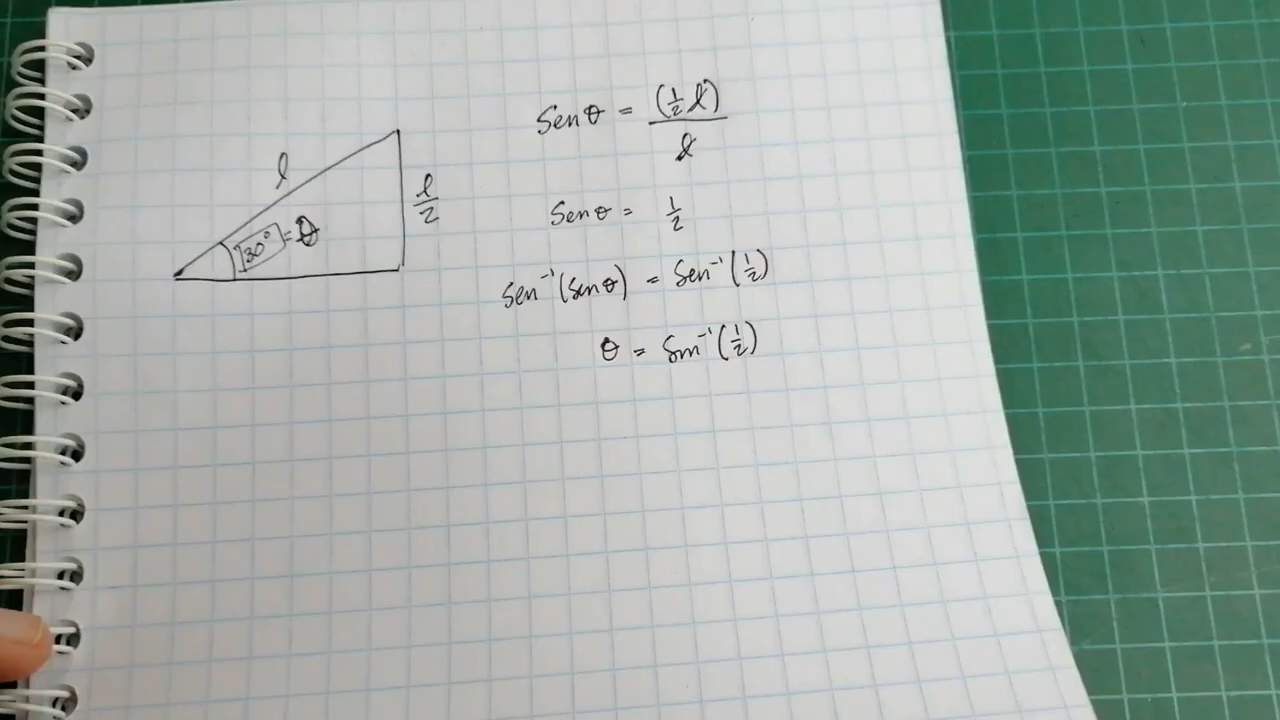 l
l/2
30° = θ
Sen θ = (1/2 l) / l
Sen θ = 1/2
Sen⁻¹(Sen θ) = Sen⁻¹(1/2)
θ = Sen⁻¹(1/2)